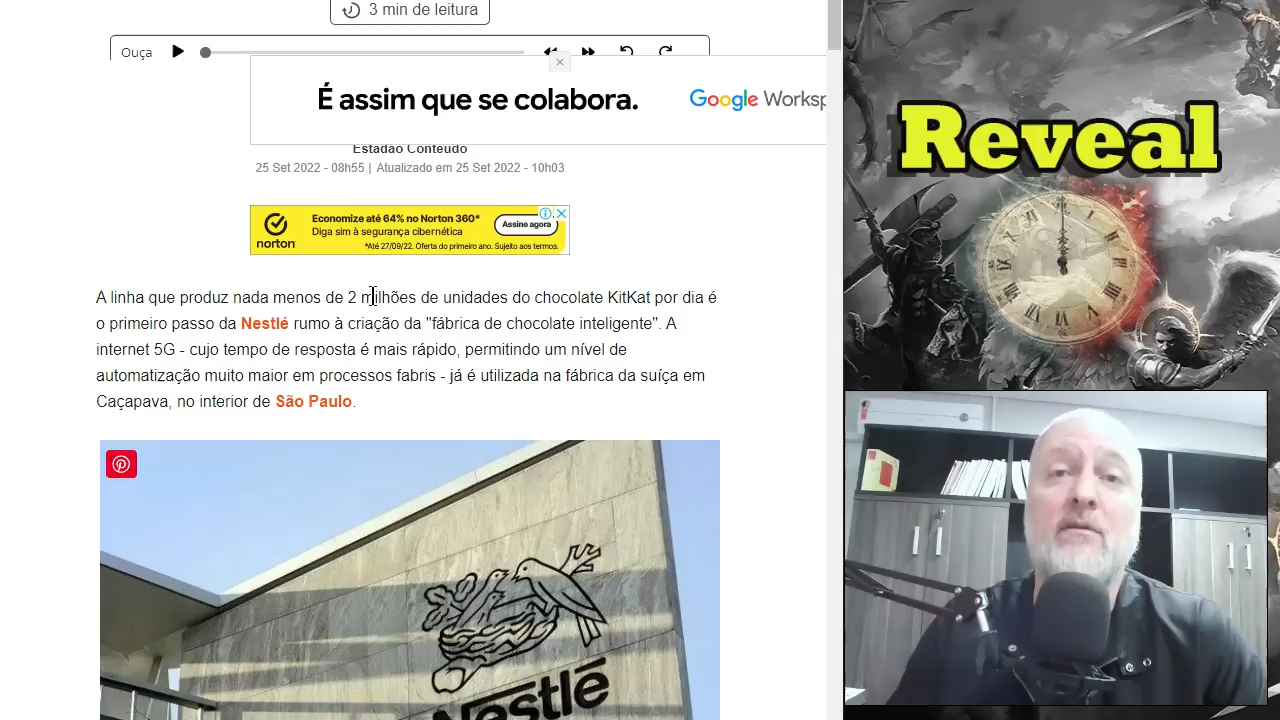 3 min de leitura
Ouça
É assim que se colabora.
Google Worksp
Estadão Conteúdo
25 Set 2022 - 08h55 | Atualizado em 25 Set 2022 - 10h03
norton
Economize até 64% no Norton 360*
Diga sim à segurança cibernética
Assine agora
*Até 27/09/22. Oferta do primeiro ano. Sujeito aos termos.
A linha que produz nada menos de 2 milhões de unidades do chocolate KitKat por dia é
o primeiro passo da Nestlé rumo à criação da "fábrica de chocolate inteligente". A
internet 5G - cujo tempo de resposta é mais rápido, permitindo um nível de
automatização muito maior em processos fabris - já é utilizada na fábrica da suíça em
Caçapava, no interior de São Paulo.
Nestlé
Reveal